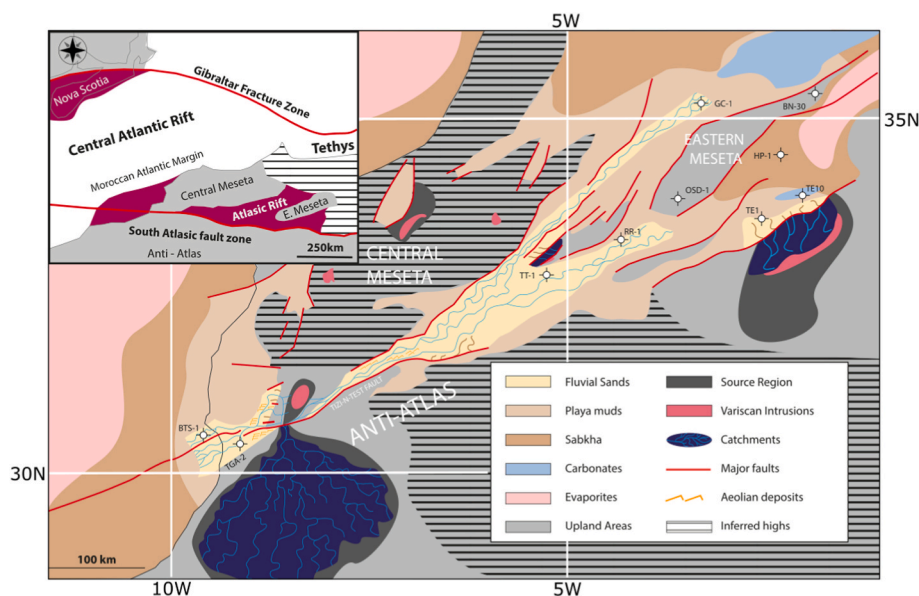 5W
Nova Scotia
Gibraltar Fracture Zone
Central Atlantic Rift
Tethys
Moroccan Atlantic Margin
Central Meseta
Atlasic Rift
E. Meseta
South Atlasic fault zone
Anti - Atlas
250km
GC-1
BN-30
35N
EASTERN
MESETA
HP-1
OSD-1
TE10
TE1
RR-1
CENTRAL
MESETA
TT-1
TIZI N TEST FAULT
ANTI-ATLAS
BTS-1
TGA-2
30N
100 km
10W
5W
Fluvial Sands
Source Region
Playa muds
Variscan Intrusions
Sabkha
Catchments
Carbonates
Major faults
Evaporites
Aeolian deposits
Upland Areas
Inferred highs